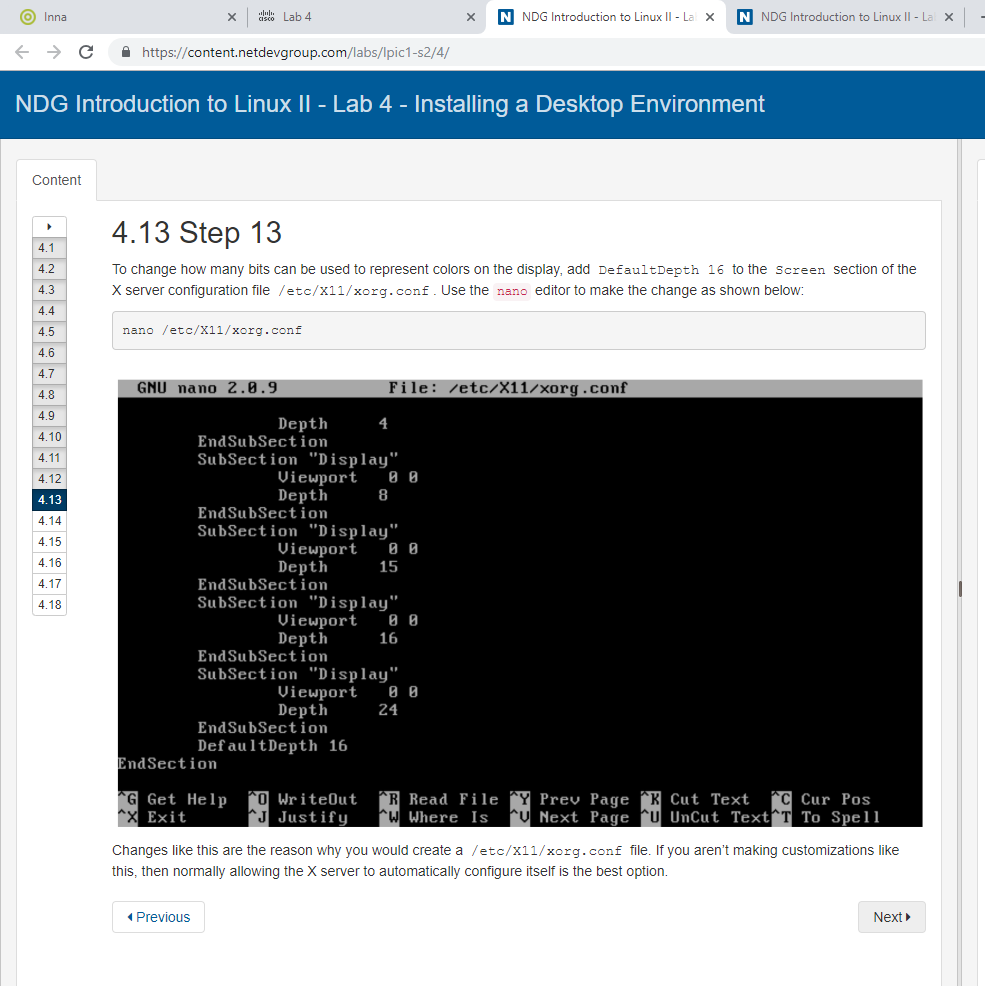 Inna
Lab 4
NDG Introduction to Linux II - La
NDG Introduction to Linux II - La
https://content.netdevgroup.com/labs/lpic1-s2/4/
NDG Introduction to Linux II - Lab 4 - Installing a Desktop Environment
Content
4.1
4.2
4.3
4.4
4.5
4.6
4.7
4.8
4.9
4.10
4.11
4.12
4.13
4.14
4.15
4.16
4.17
4.18
4.13 Step 13
To change how many bits can be used to represent colors on the display, add DefaultDepth 16 to the Screen section of the
X server configuration file /etc/X11/xorg.conf. Use the nano editor to make the change as shown below:
nano /etc/X11/xorg.conf
GNU nano 2.0.9 File: /etc/X11/xorg.conf
Depth 4
EndSubSection
SubSection "Display"
Viewport 0 0
Depth 8
EndSubSection
SubSection "Display"
Viewport 0 0
Depth 15
EndSubSection
SubSection "Display"
Viewport 0 0
Depth 16
EndSubSection
SubSection "Display"
Viewport 0 0
Depth 24
EndSubSection
DefaultDepth 16
EndSection
^G Get Help ^O WriteOut ^R Read File ^Y Prev Page ^K Cut Text ^C Cur Pos
^X Exit ^J Justify ^W Where Is ^V Next Page ^U UnCut Text ^T To Spell
Changes like this are the reason why you would create a /etc/X11/xorg.conf file. If you aren’t making customizations like
this, then normally allowing the X server to automatically configure itself is the best option.
Previous
Next